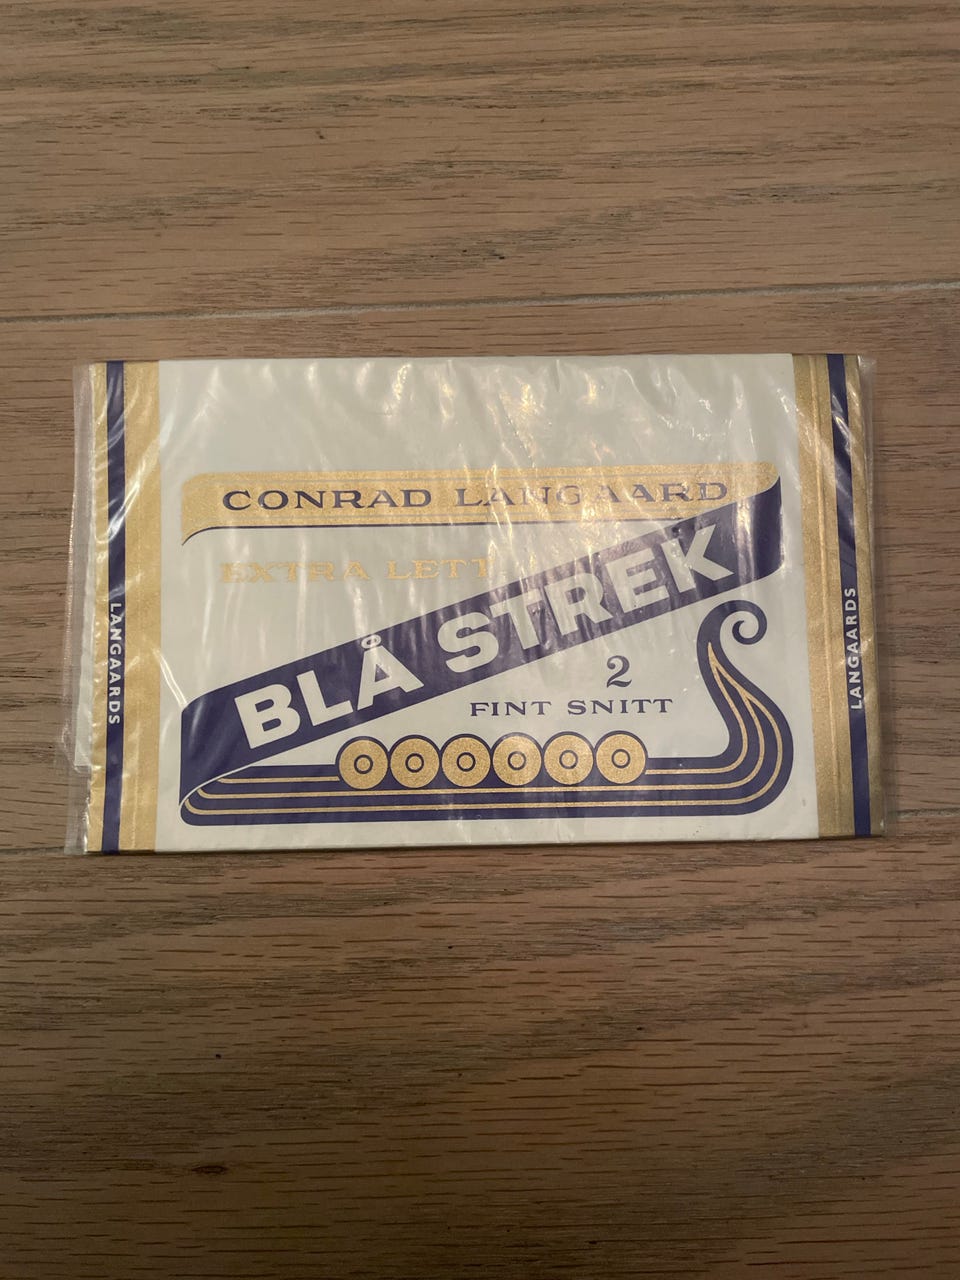 CONRAD LANGAARD
EXTRA LETT
BLÅ STREK
2
FINT SNITT
LANGAARDS
LANGAARDS